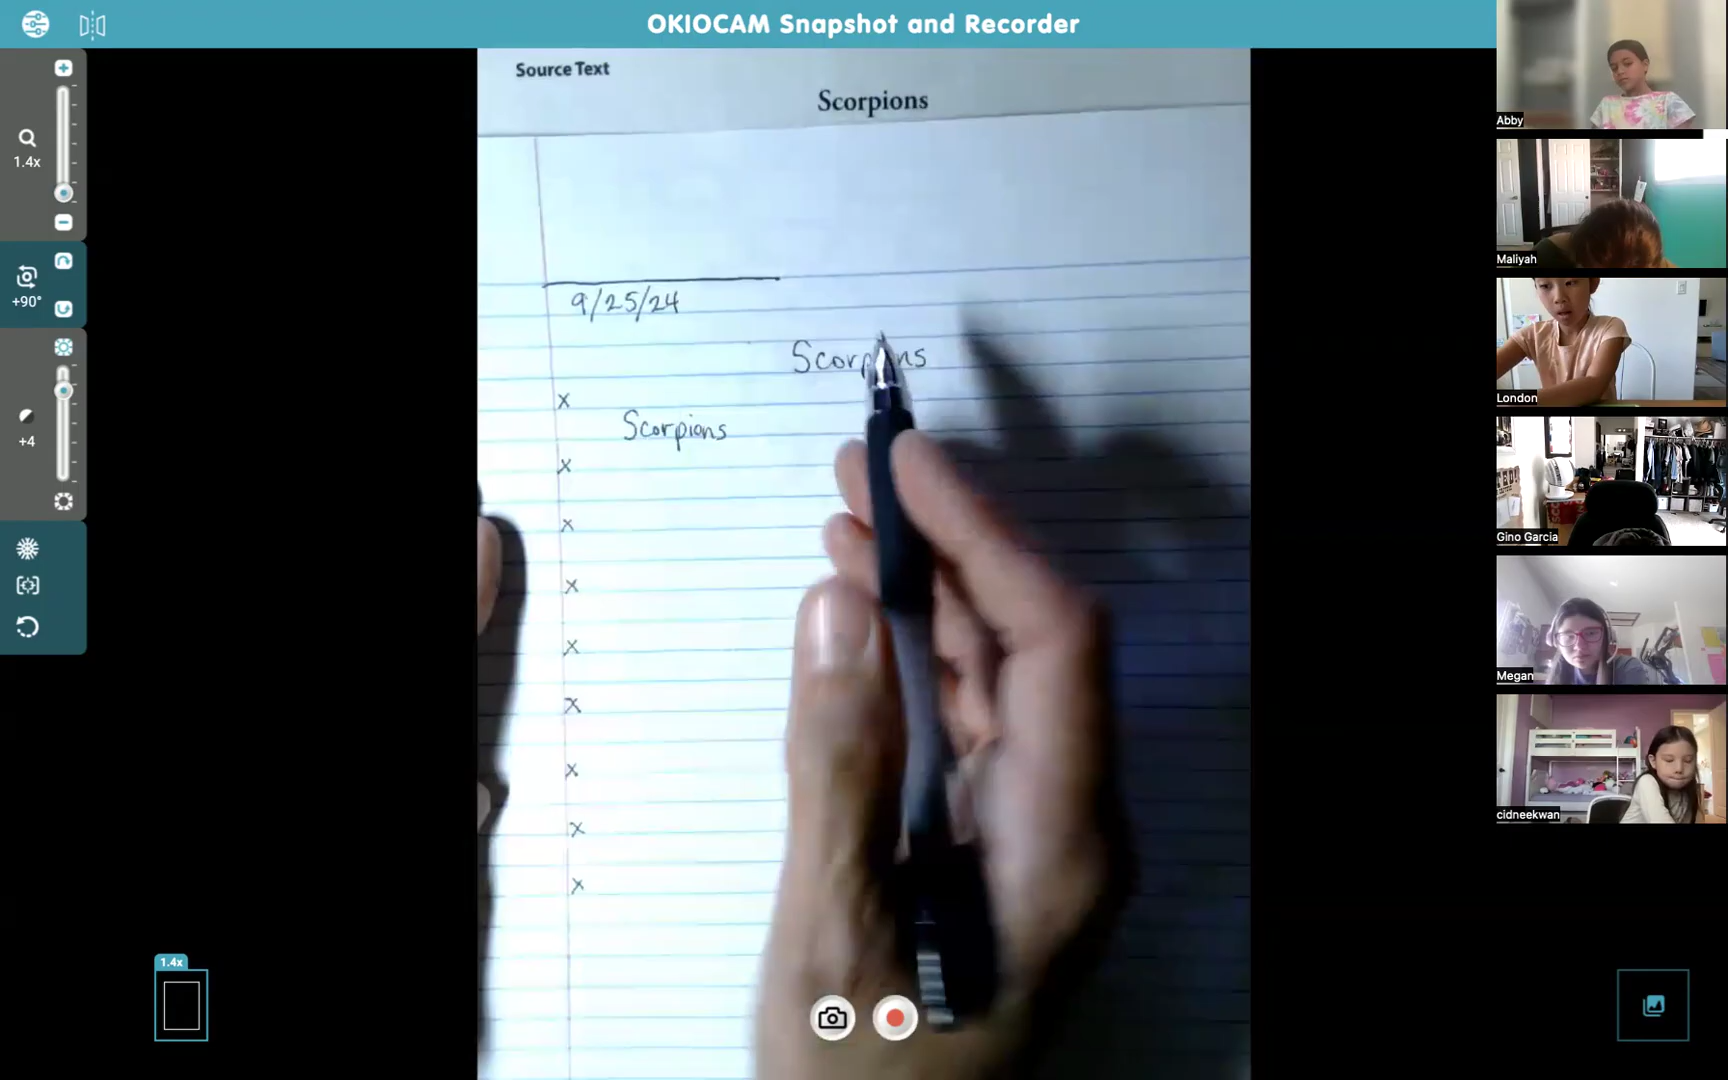 OKIOCAM Snapshot and Recorder
Source Text
Scorpions
9/25/24
Scorpions
x
Scorpions
x
x
x
x
x
x
x
x
1.4x
+90°
+4
1.4x
Abby
Maliyah
London
Gino Garcia
Megan
cidneekwan